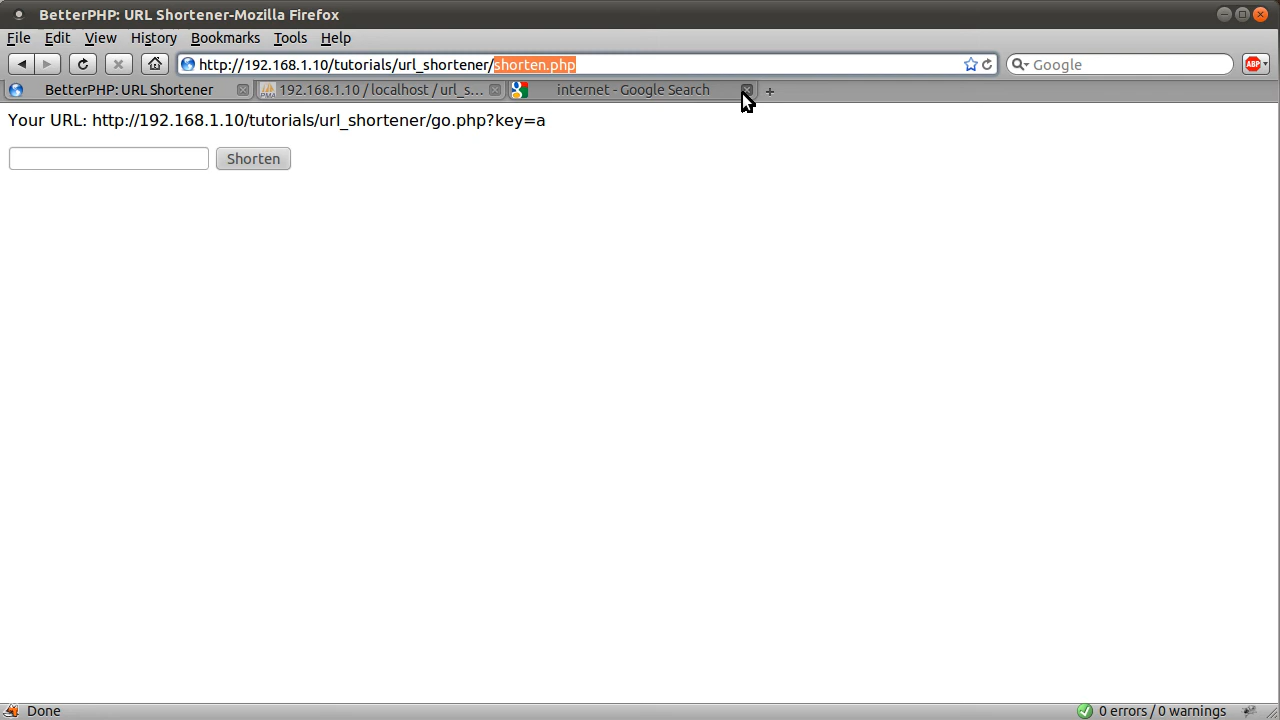 BetterPHP: URL Shortener-Mozilla Firefox
File Edit View History Bookmarks Tools Help
http://192.168.1.10/tutorials/url_shortener/shorten.php
Google
ABP
BetterPHP: URL Shortener
PMA 192.168.1.10 / localhost / url_s...
internet - Google Search
Your URL: http://192.168.1.10/tutorials/url_shortener/go.php?key=a
Shorten
Done
0 errors / 0 warnings